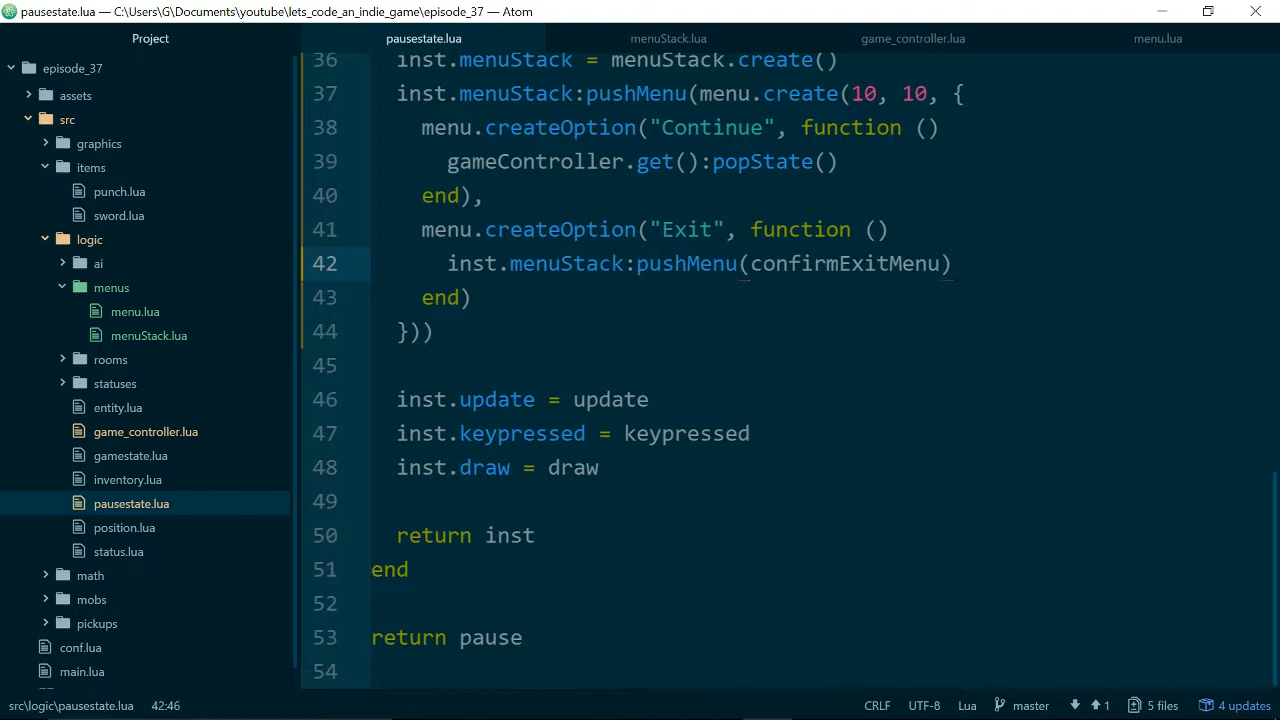 pausestate.lua — C:\Users\G\Documents\youtube\lets_code_an_indie_game\episode_37 — Atom
Project
pausestate.lua
menuStack.lua
game_controller.lua
menu.lua
episode_37
assets
src
graphics
items
punch.lua
sword.lua
logic
ai
menus
menu.lua
menuStack.lua
rooms
statuses
entity.lua
game_controller.lua
gamestate.lua
inventory.lua
pausestate.lua
position.lua
status.lua
math
mobs
pickups
conf.lua
main.lua
36 inst.menuStack = menuStack.create()
37 inst.menuStack:pushMenu(menu.create(10, 10, {
38 menu.createOption("Continue", function ()
39 gameController.get():popState()
40 end),
41 menu.createOption("Exit", function ()
42 inst.menuStack:pushMenu(confirmExitMenu)
43 end)
44 }))
45
46 inst.update = update
47 inst.keypressed = keypressed
48 inst.draw = draw
49
50 return inst
51 end
52
53 return pause
54
src\logic\pausestate.lua 42:46 CRLF UTF-8 Lua master 1 5 files 4 updates